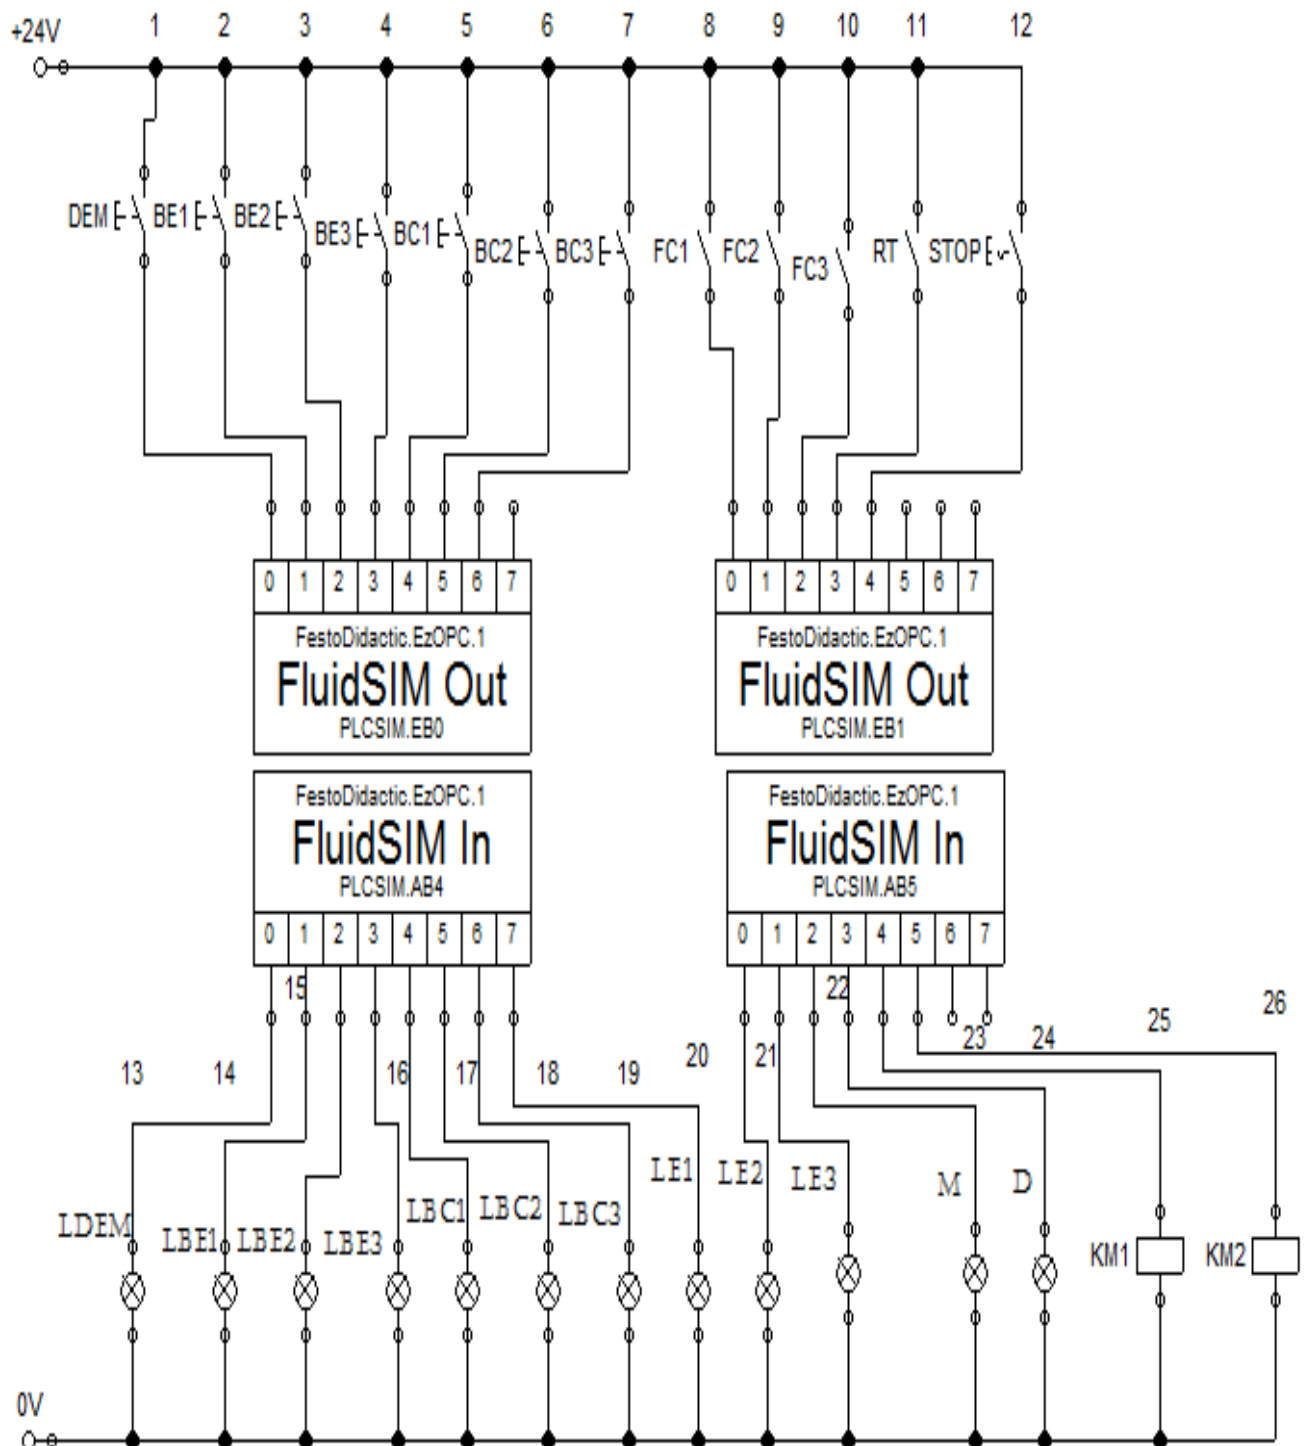 +24V 1 2 3 4 5 6 7 8 9 10 11 12
DEM BE1 BE2 BE3 BC1 BC2 BC3 FC1 FC2 FC3 RT STOP
0 1 2 3 4 5 6 7
FestoDidactic.EzOPC.1
FluidSIM Out
PLCSIM.EB0
0 1 2 3 4 5 6 7
FestoDidactic.EzOPC.1
FluidSIM Out
PLCSIM.EB1
FestoDidactic.EzOPC.1
FluidSIM In
PLCSIM.AB4
0 1 2 3 4 5 6 7
FestoDidactic.EzOPC.1
FluidSIM In
PLCSIM.AB5
0 1 2 3 4 5 6 7
13 14 15 16 17 18 19 20 21 22 23 24 25 26
LDEM LBE1 LBE2 LBE3 LBC1 LBC2 LBC3 LE1 LE2 LE3 M D KM1 KM2
0V